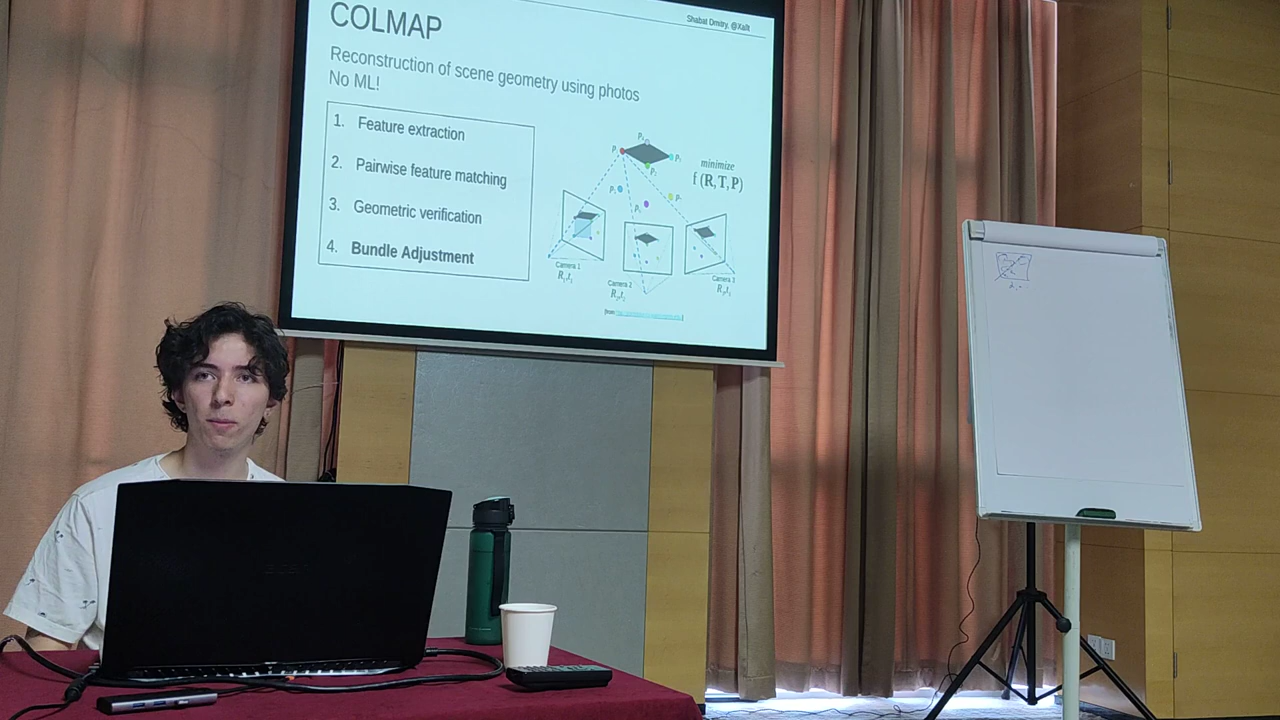 COLMAP
Shabat Dmitry, @Xallt
Reconstruction of scene geometry using photos
No ML!
1. Feature extraction
2. Pairwise feature matching
3. Geometric verification
4. Bundle Adjustment
minimize
f (R, T, P)
Camera 1
Camera 2
Camera 3
[from